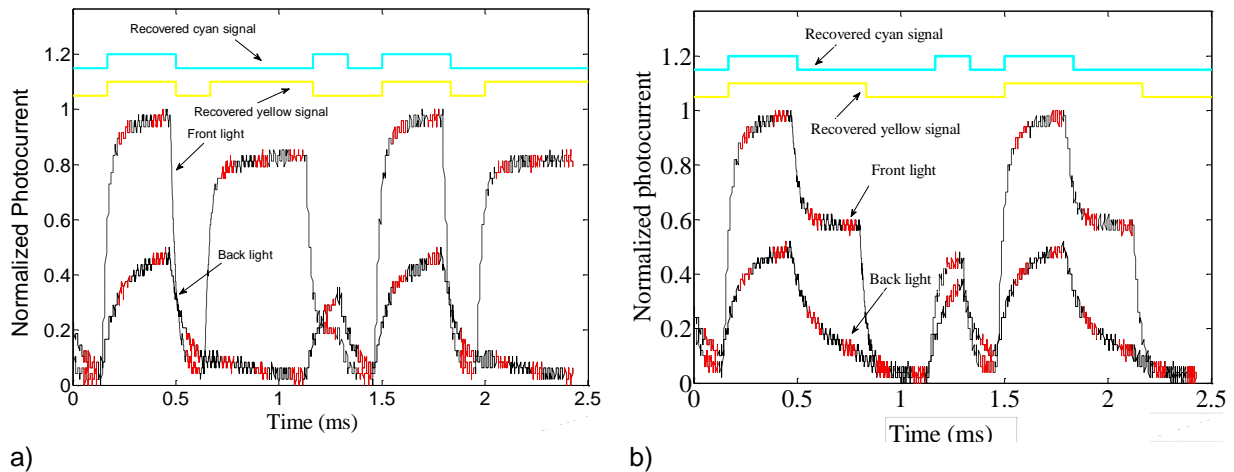 Recovered cyan signal
Recovered yellow signal
Front light
Back light
Normalized Photocurrent
1.2
1
0.8
0.6
0.4
0.2
0
0 0.5 1 1.5 2 2.5
Time (ms)
a)
Recovered cyan signal
Recovered yellow signal
Front light
Back light
Normalized photocurrent
1.2
1
0.8
0.6
0.4
0.2
0
0 0.5 1 1.5 2 2.5
Time (ms)
b)